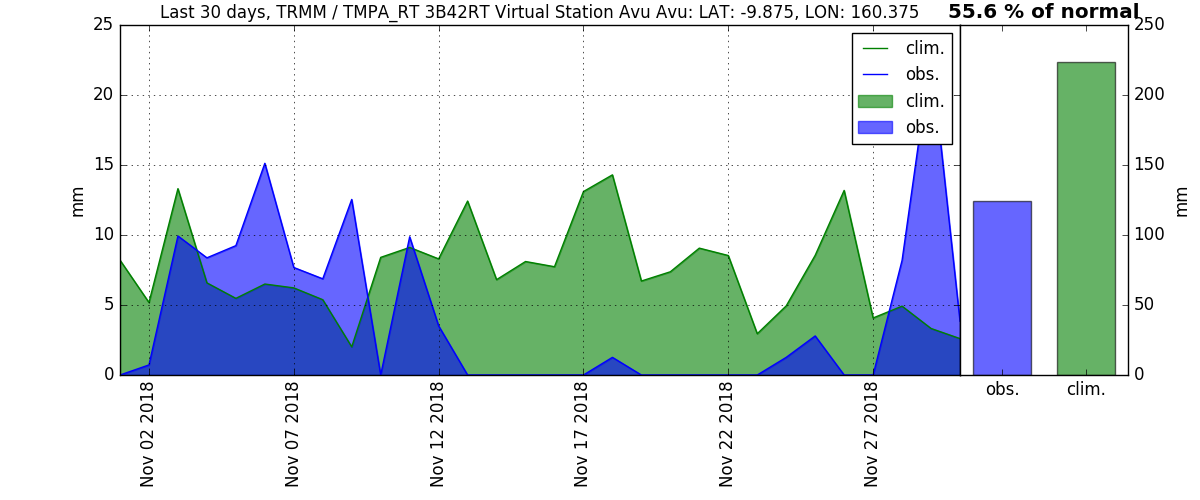 Last 30 days, TRMM / TMPA_RT 3B42RT Virtual Station Avu Avu: LAT: -9.875, LON: 160.375
55.6 % of normal
25
20
15
10
5
0
mm
clim.
obs.
clim.
obs.
Nov 02 2018
Nov 07 2018
Nov 12 2018
Nov 17 2018
Nov 22 2018
Nov 27 2018
250
200
150
100
50
0
mm
obs.
clim.